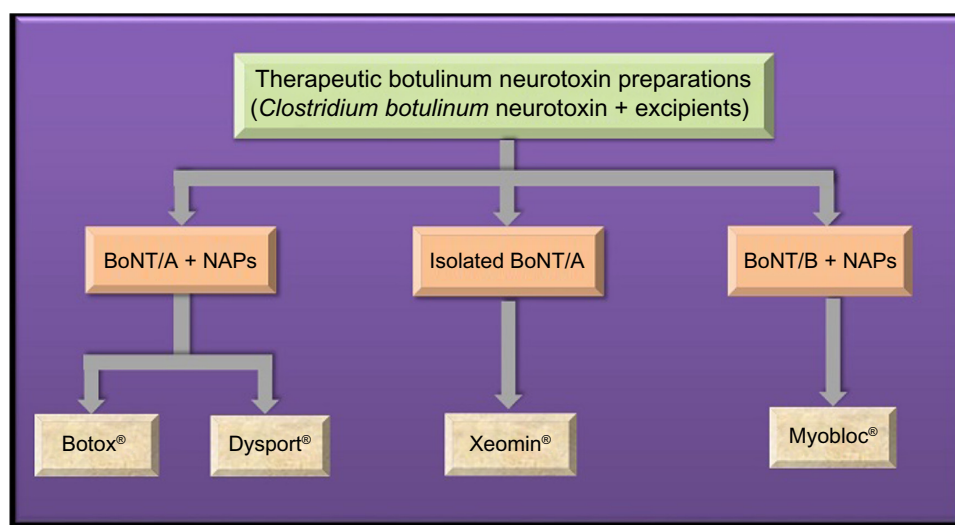 Therapeutic botulinum neurotoxin preparations
(Clostridium botulinum neurotoxin + excipients)
BoNT/A + NAPs
Isolated BoNT/A
BoNT/B + NAPs
Botox®
Dysport®
Xeomin®
Myobloc®